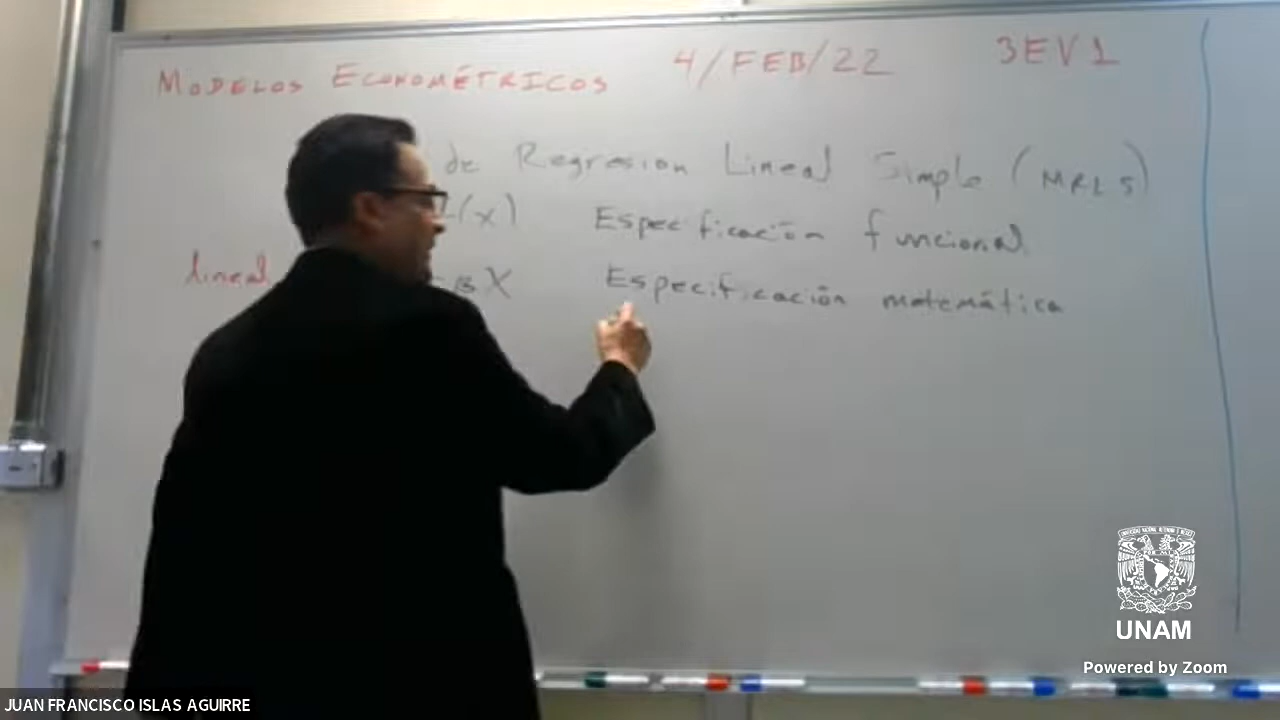 MODELOS ECONOMÉTRICOS 4/FEB/22 3EV1
de Regresion Lineal Simple (MRLS)
(x) Especificación funcional
lineal BX Especificación matemática
UNAM
Powered by Zoom
JUAN FRANCISCO ISLAS AGUIRRE